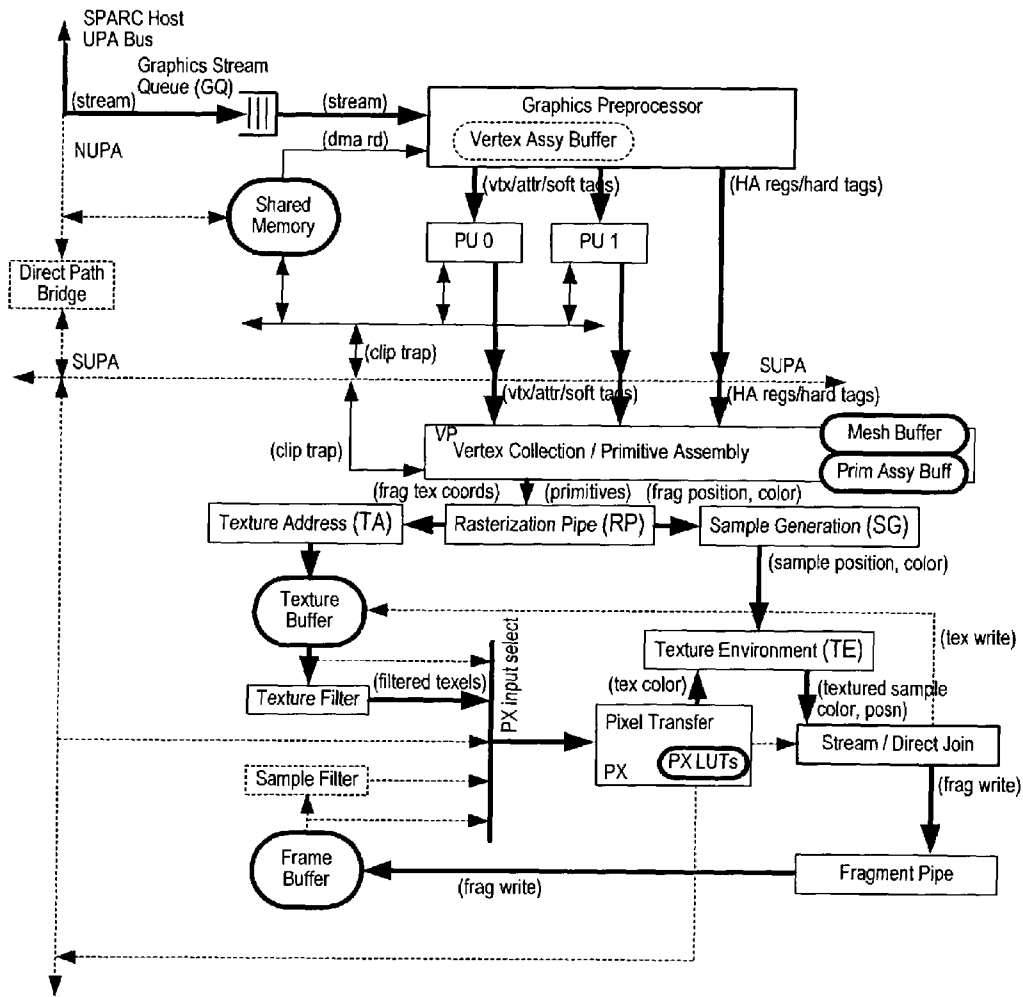 SPARC Host
UPA Bus
Graphics Stream
Queue (GQ)
(stream)
(stream)
Graphics Preprocessor
Vertex Assy Buffer
(dma rd)
NUPA
(vtx/attr/soft tags)
(HA regs/hard tags)
Shared
Memory
PU 0
PU 1
Direct Path
Bridge
(clip trap)
SUPA
SUPA
(vtx/attr/soft tags)
(HA regs/hard tags)
Mesh Buffer
VP
Vertex Collection / Primitive Assembly
(clip trap)
Prim Assy Buff
(frag tex coords)
(primitives)
(frag position, color)
Texture Address (TA)
Rasterization Pipe (RP)
Sample Generation (SG)
(sample position, color)
Texture
Buffer
PX input select
(tex write)
Texture Environment (TE)
(filtered texels)
(tex color)
(textured sample
color, posn)
Texture Filter
Pixel Transfer
Stream / Direct Join
PX LUTs
PX
Sample Filter
(frag write)
Frame
Buffer
Fragment Pipe
(frag write)